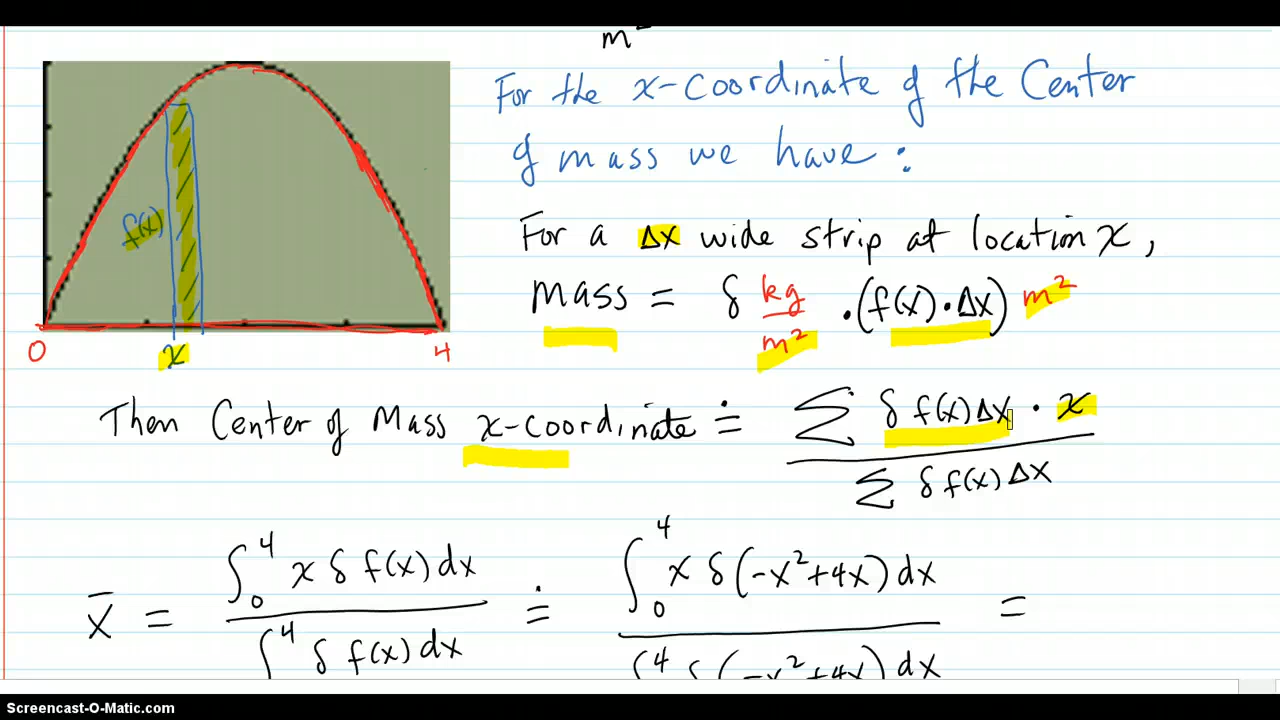 m²
For the x-coordinate of the Center
of mass we have:
f(x)
0
x
4
For a Δx wide strip at location x,
mass = δ kg/m² · (f(x)·Δx) m²
Then Center of Mass x-coordinate ≐ ∑ δ f(x)Δx · x / ∑ δ f(x)Δx
x̄ = ∫₀⁴ x δ f(x)dx / ∫⁴ δ f(x)dx ≐ ∫₀⁴ x δ(-x²+4x)dx / ∫⁴ δ(-x²+4x)dx =
Screencast-O-Matic.com